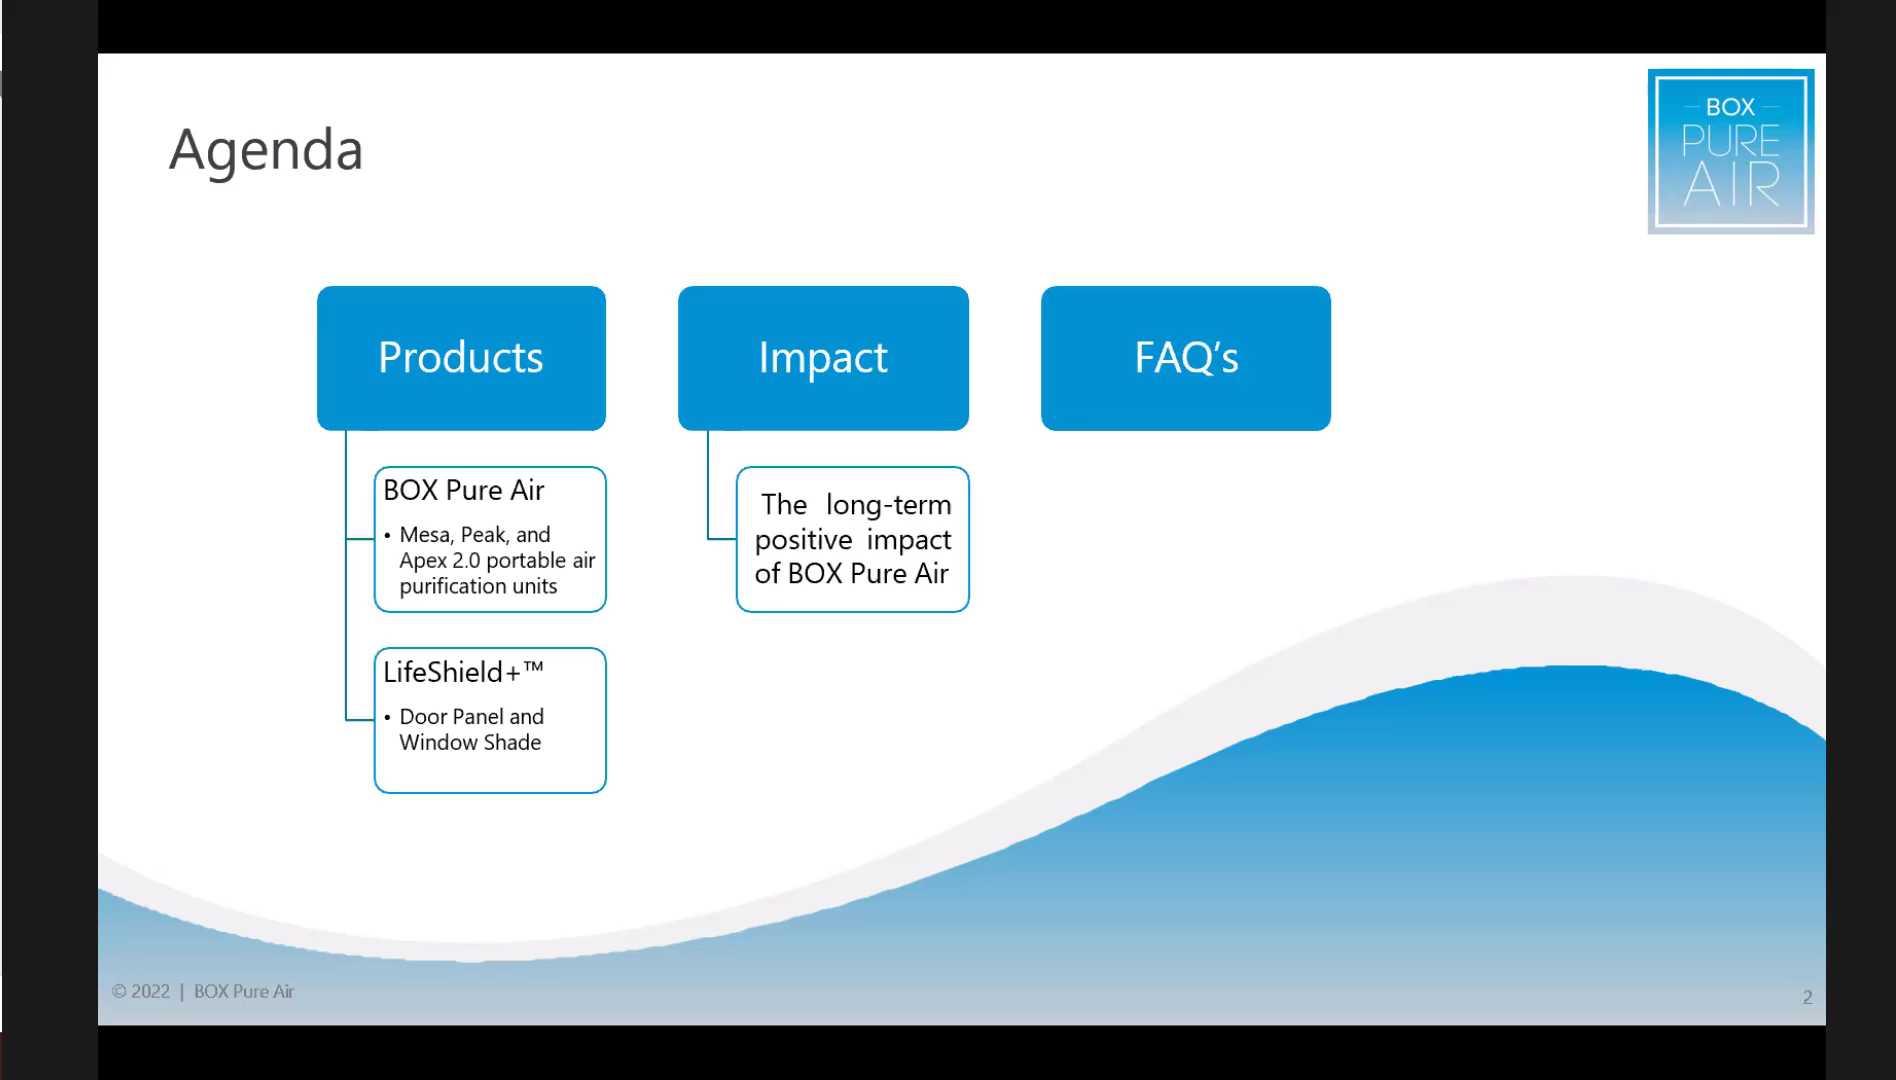 Agenda
BOX
PURE
AIR
Products
BOX Pure Air
• Mesa, Peak, and
Apex 2.0 portable air
purification units
LifeShield+™
• Door Panel and
Window Shade
Impact
The long-term
positive impact
of BOX Pure Air
FAQ’s
© 2022 | BOX Pure Air
2